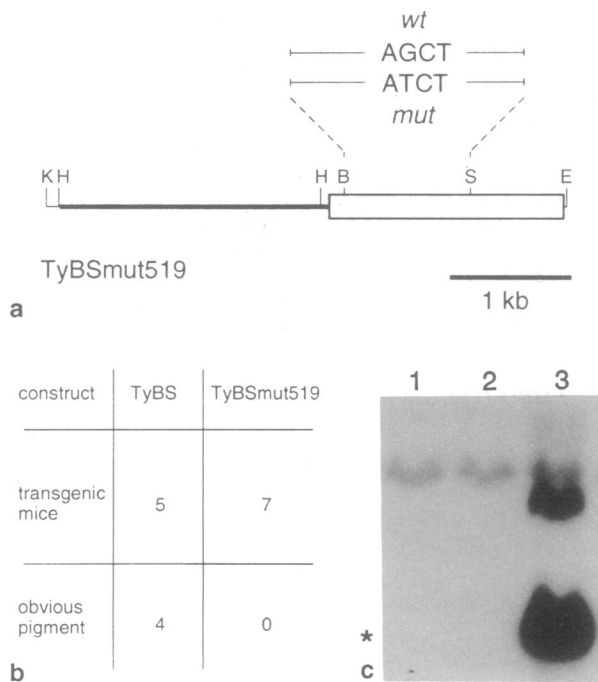 wt
AGCT
ATCT
mut
K H H B S E
TyBSmut519
1 kb
a
construct TyBS TyBSmut519
transgenic
mice 5 7
obvious
pigment 4 0
b
1 2 3
*
c